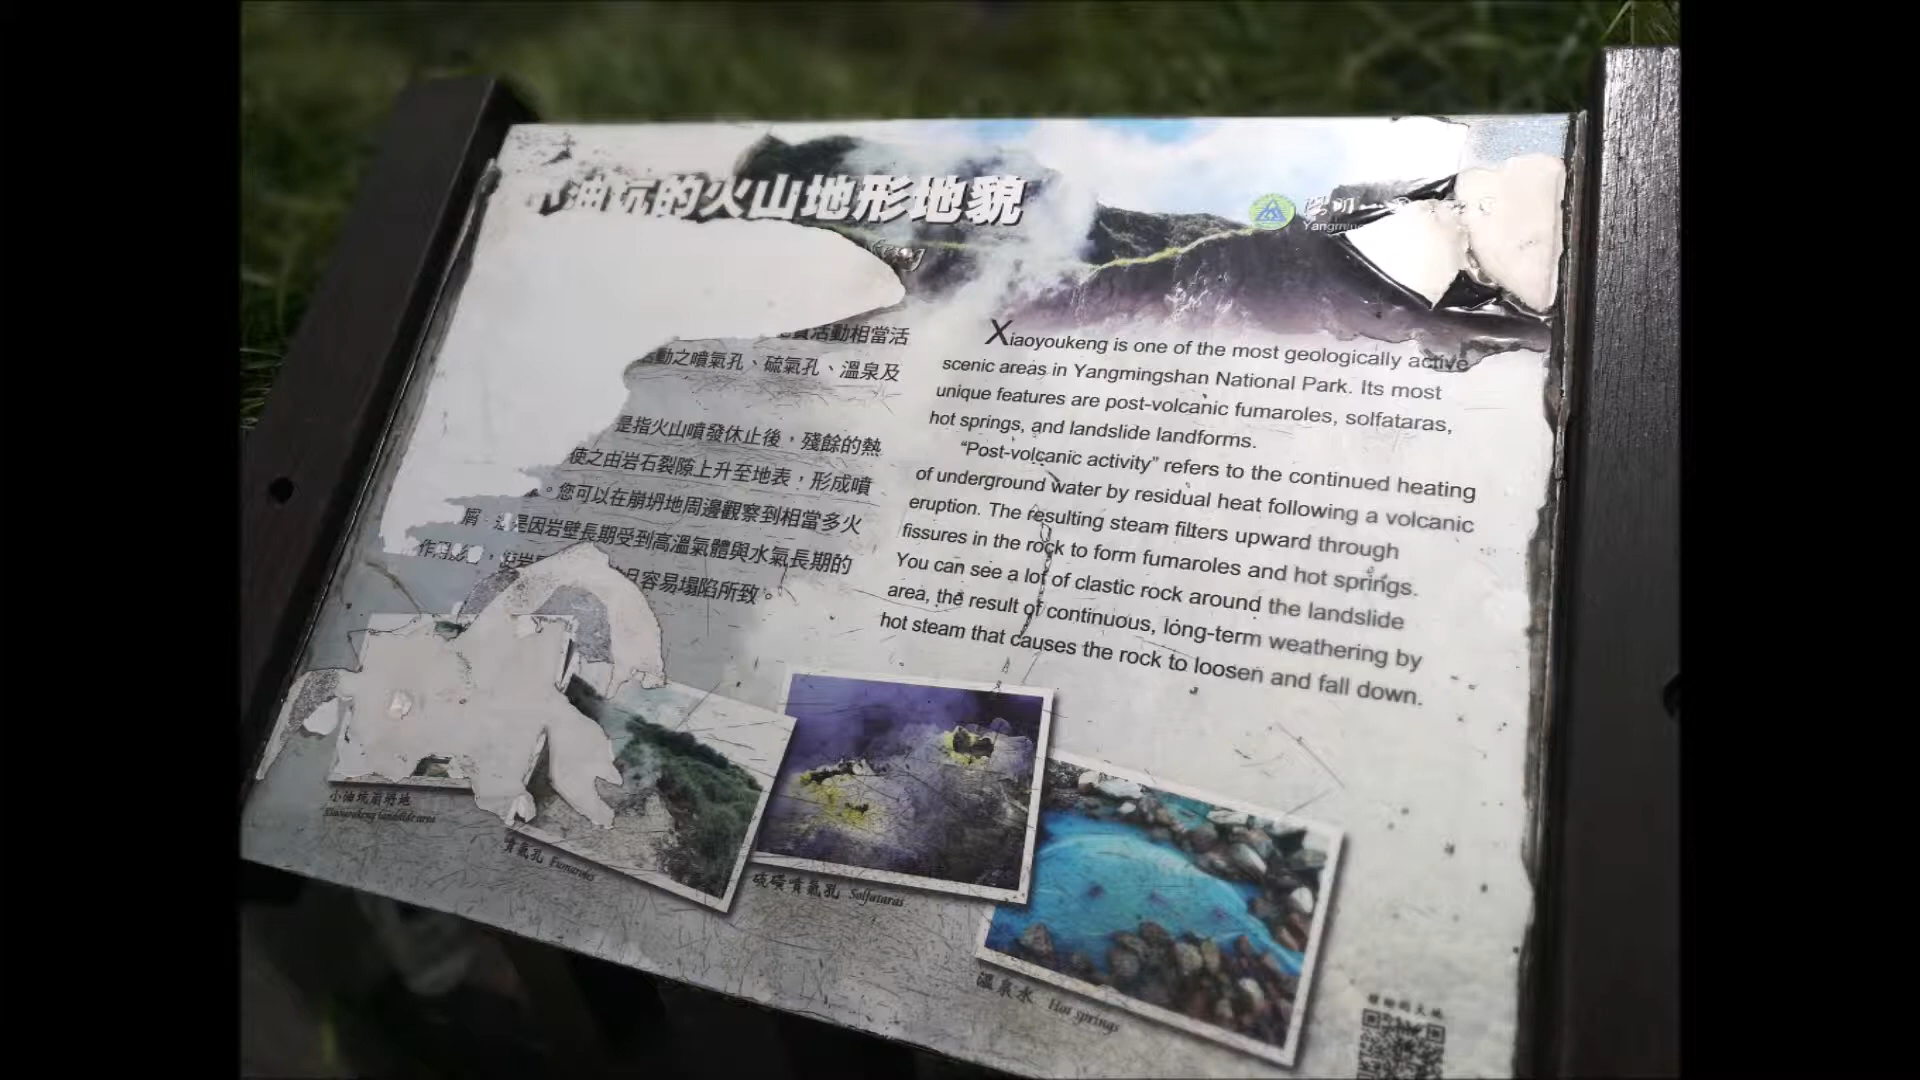 油坑的火山地形地貌
Yangming
活動相當活
活動之噴氣孔、硫氣孔、溫泉及
是指火山噴發休止後，殘餘的熱
使之由岩石裂隙上升至地表，形成噴
。您可以在崩坍地周邊觀察到相當多火
屑 是因岩壁長期受到高溫氣體與水氣長期的
作用 ，
且容易塌陷所致。
Xiaoyoukeng is one of the most geologically active
scenic areas in Yangmingshan National Park. Its most
unique features are post-volcanic fumaroles, solfataras,
hot springs, and landslide landforms.
“Post-volcanic activity” refers to the continued heating
of underground water by residual heat following a volcanic
eruption. The resulting steam filters upward through
fissures in the rock to form fumaroles and hot springs.
You can see a lot of clastic rock around the landslide
area, the result of continuous, long-term weathering by
hot steam that causes the rock to loosen and fall down.
小油坑崩坍地
Xiaoyoukeng landslide area
氣孔 Fumaroles
硫磺噴氣孔 Solfataras
溫泉水 Hot springs